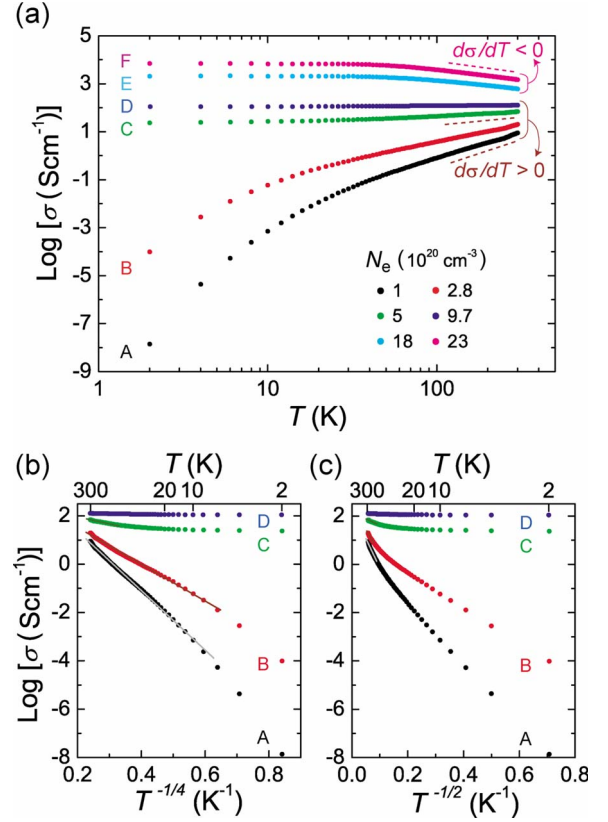 (a)
Log [σ (Scm⁻¹)]
5
3
1
-1
-3
-5
-7
-9
F
E
D
C
B
A
dσ/dT < 0
dσ/dT > 0
Nₑ (10²⁰ cm⁻³)
1 2.8
5 9.7
18 23
1 10 100
T (K)
(b) T (K)
300 20 10 2
Log [σ (Scm⁻¹)]
2
0
-2
-4
-6
-8
D
C
B
A
0.2 0.4 0.6 0.8
T⁻¹/⁴ (K⁻¹)
(c) T (K)
300 20 10 2
D
C
B
A
0.0 0.2 0.4 0.6 0.8
T⁻¹/² (K⁻¹)